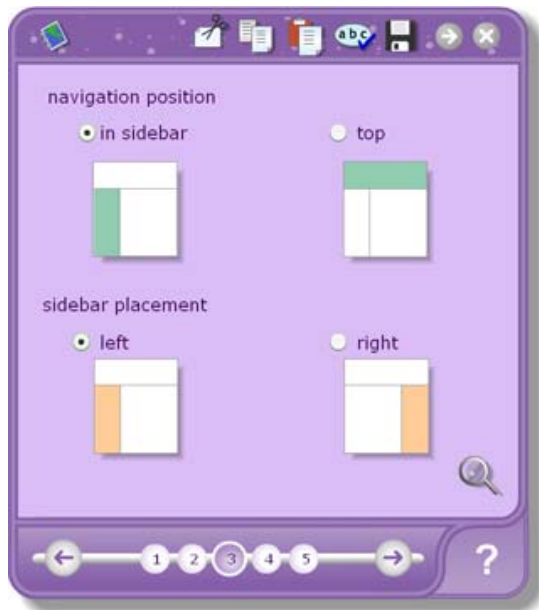 abc
navigation position
in sidebar top
sidebar placement
left right
1 2 3 4 5 ?